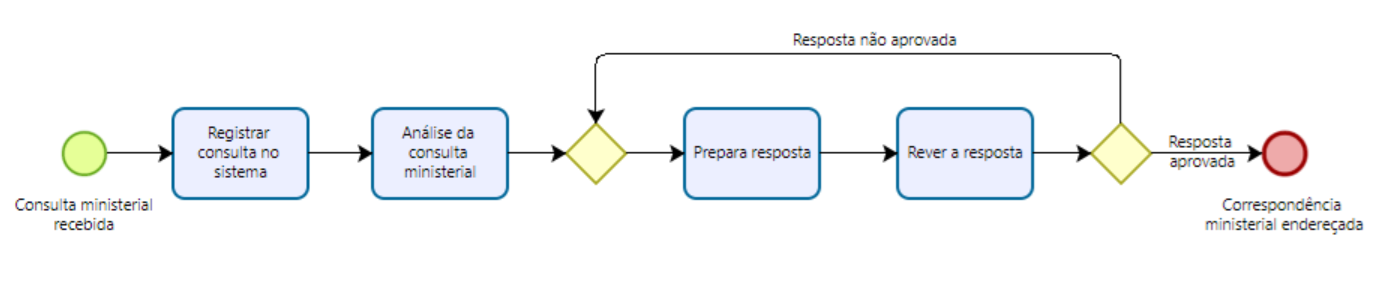 Resposta não aprovada
Registrar
consulta no
sistema
Análise da
consulta
ministerial
Prepara resposta
Rever a resposta
Resposta
aprovada
Consulta ministerial
recebida
Correspondência
ministerial endereçada